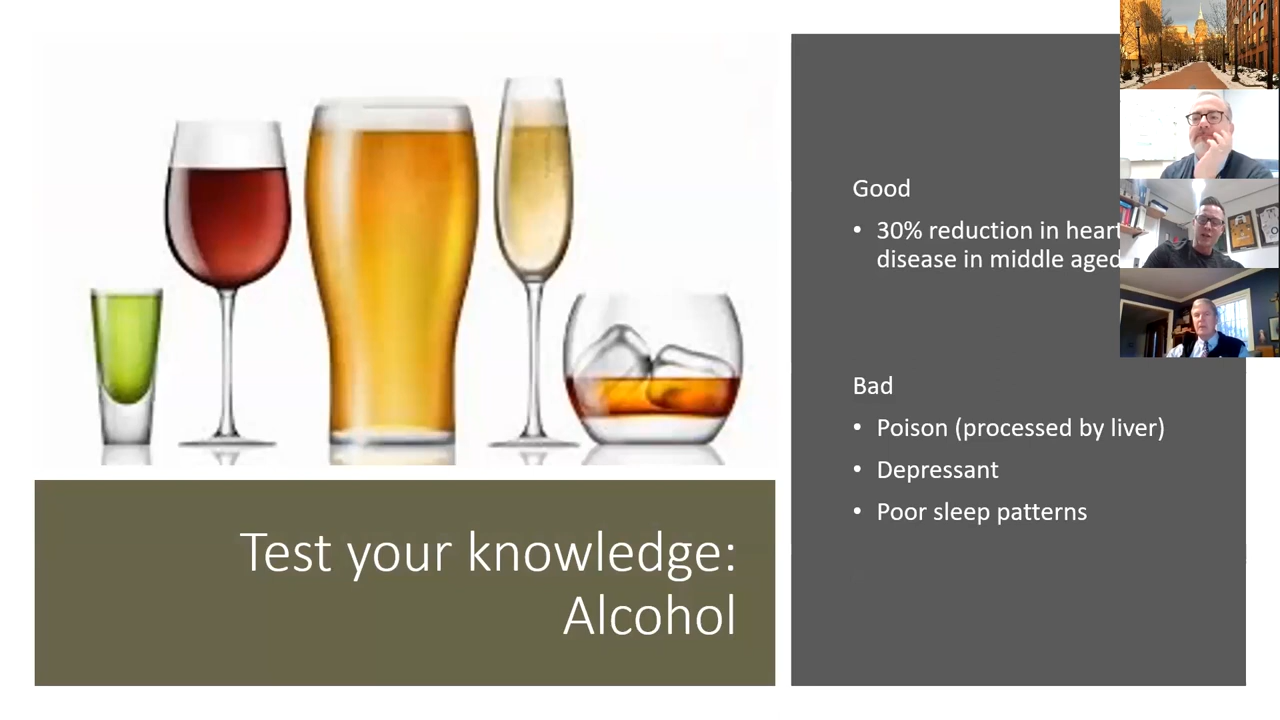 Good
• 30% reduction in heart
disease in middle aged
Bad
• Poison (processed by liver)
• Depressant
• Poor sleep patterns
Test your knowledge:
Alcohol